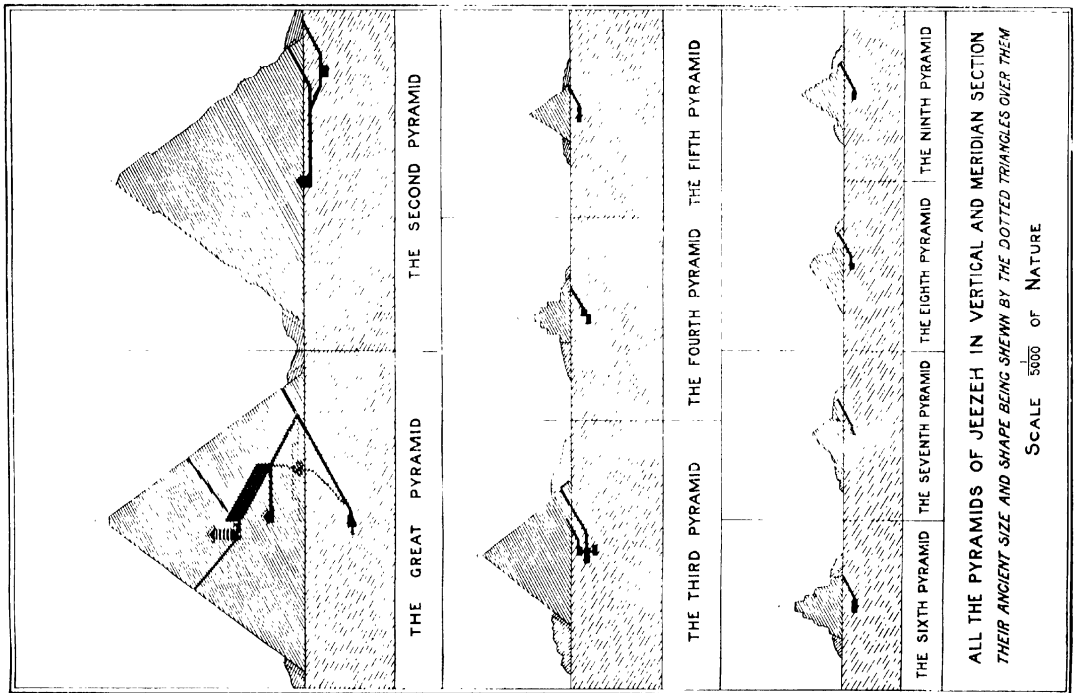 THE GREAT PYRAMID
THE SECOND PYRAMID
THE THIRD PYRAMID
THE FOURTH PYRAMID
THE FIFTH PYRAMID
THE SIXTH PYRAMID
THE SEVENTH PYRAMID
THE EIGHTH PYRAMID
THE NINTH PYRAMID
ALL THE PYRAMIDS OF JEEZEH IN VERTICAL AND MERIDIAN SECTION
THEIR ANCIENT SIZE AND SHAPE BEING SHEWN BY THE DOTTED TRIANGLES OVER THEM
SCALE 1/5000 OF NATURE